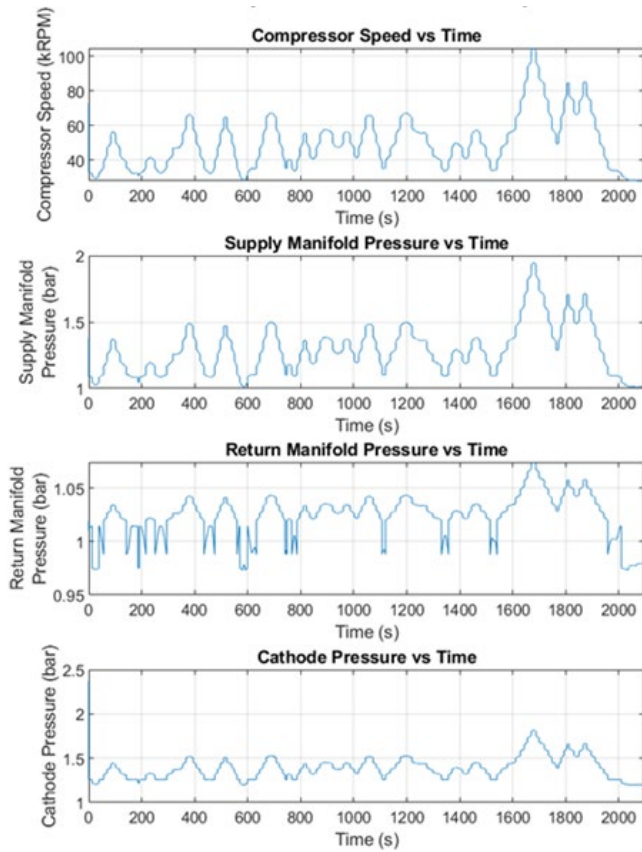 Compressor Speed vs Time
Compressor Speed (kRPM)
100
80
60
40
0 200 400 600 800 1000 1200 1400 1600 1800 2000
Time (s)
Supply Manifold Pressure vs Time
Supply Manifold
Pressure (bar)
2
1.5
1
0 200 400 600 800 1000 1200 1400 1600 1800 2000
Time (s)
Return Manifold Pressure vs Time
Return Manifold
Pressure (bar)
1.05
1
0.95
0 200 400 600 800 1000 1200 1400 1600 1800 2000
Time (s)
Cathode Pressure vs Time
Cathode Pressure (bar)
2.5
2
1.5
1
0 200 400 600 800 1000 1200 1400 1600 1800 2000
Time (s)